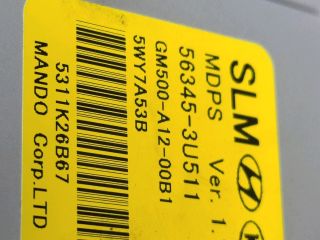 SLM
MDPS Ver. 1.
56345-3U511
GM500-A12-00B1
5WY7A53B
5311K26B67
MANDO Corp.LTD